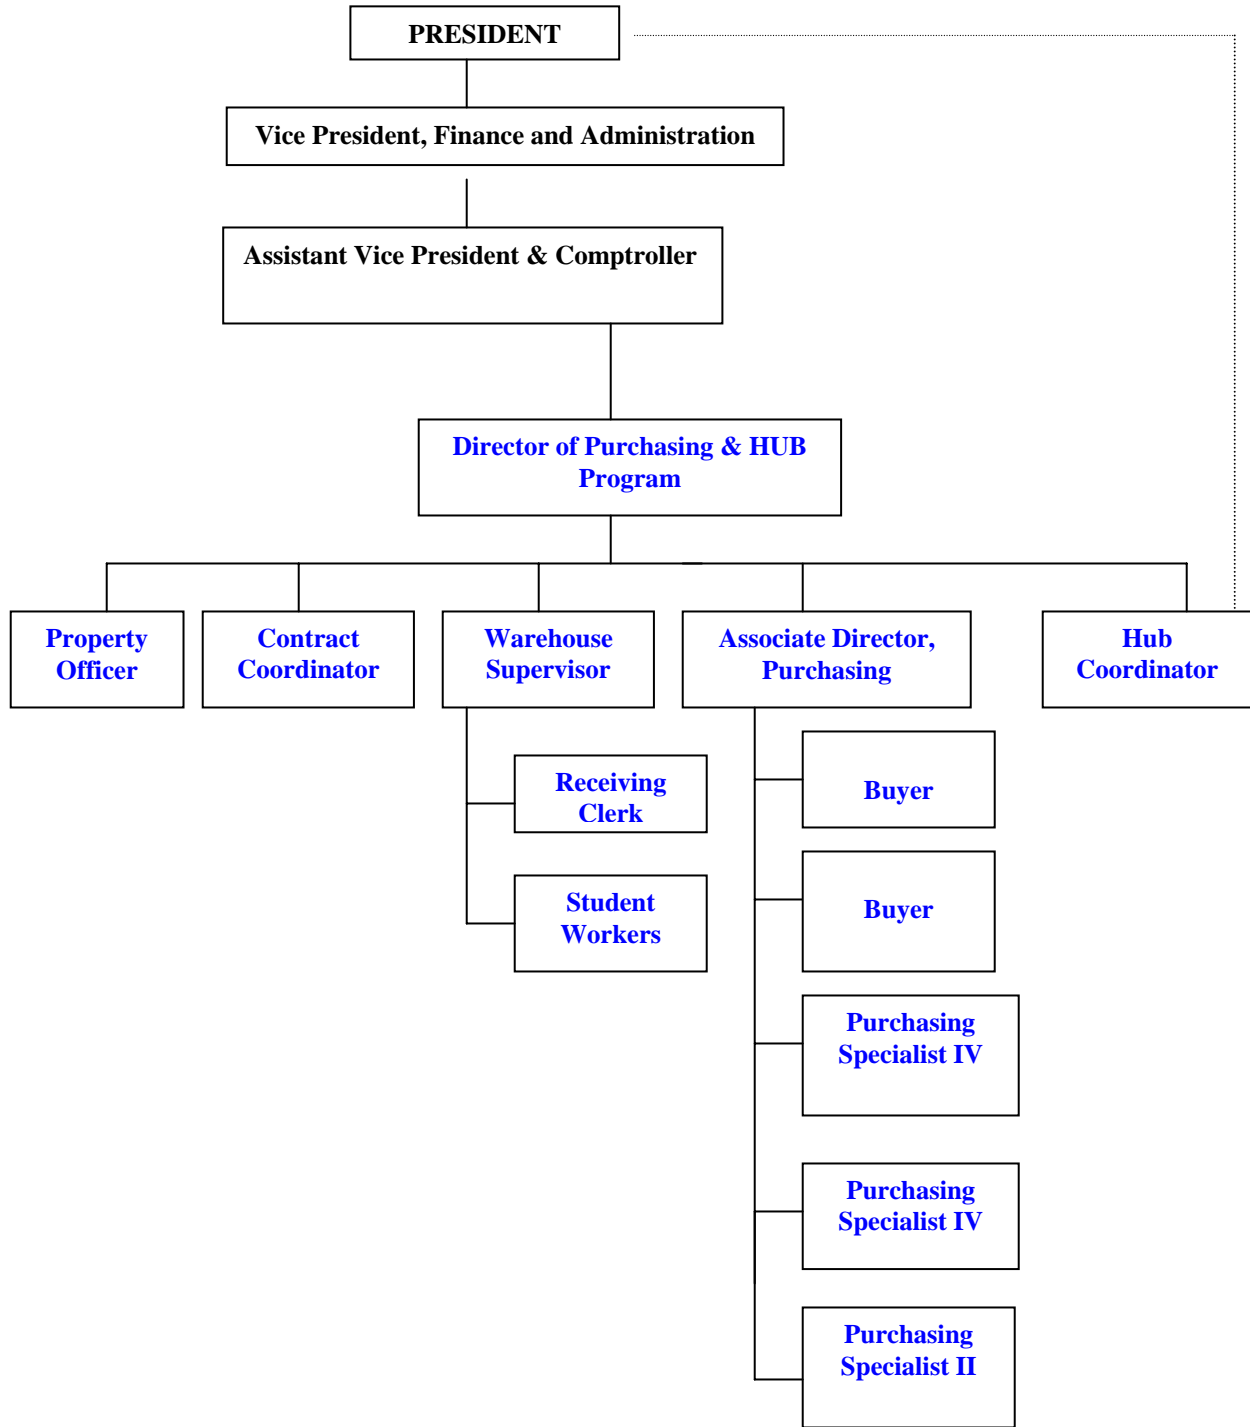 PRESIDENT
Vice President, Finance and Administration
Assistant Vice President & Comptroller
Director of Purchasing & HUB
Program
Property
Officer
Contract
Coordinator
Warehouse
Supervisor
Associate Director,
Purchasing
Hub
Coordinator
Receiving
Clerk
Student
Workers
Buyer
Buyer
Purchasing
Specialist IV
Purchasing
Specialist IV
Purchasing
Specialist II